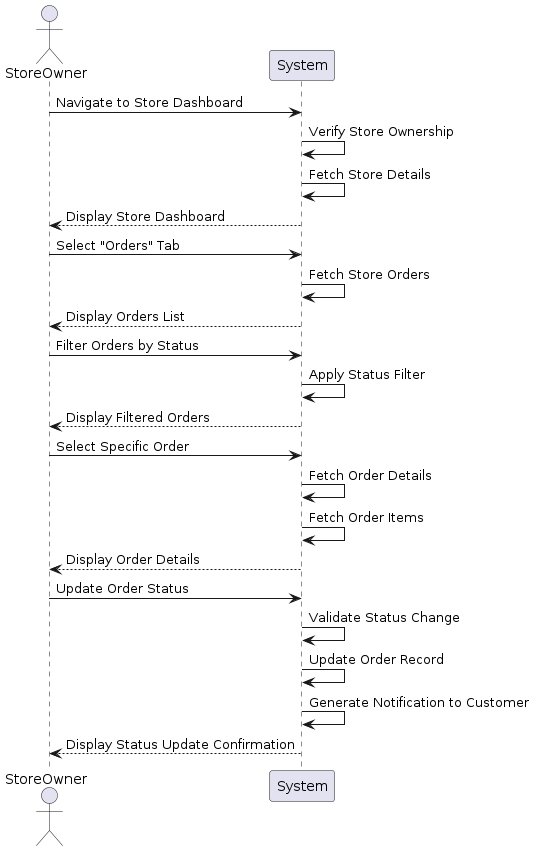 StoreOwner
System
Navigate to Store Dashboard
Verify Store Ownership
Fetch Store Details
Display Store Dashboard
Select "Orders" Tab
Fetch Store Orders
Display Orders List
Filter Orders by Status
Apply Status Filter
Display Filtered Orders
Select Specific Order
Fetch Order Details
Fetch Order Items
Display Order Details
Update Order Status
Validate Status Change
Update Order Record
Generate Notification to Customer
Display Status Update Confirmation
StoreOwner
System